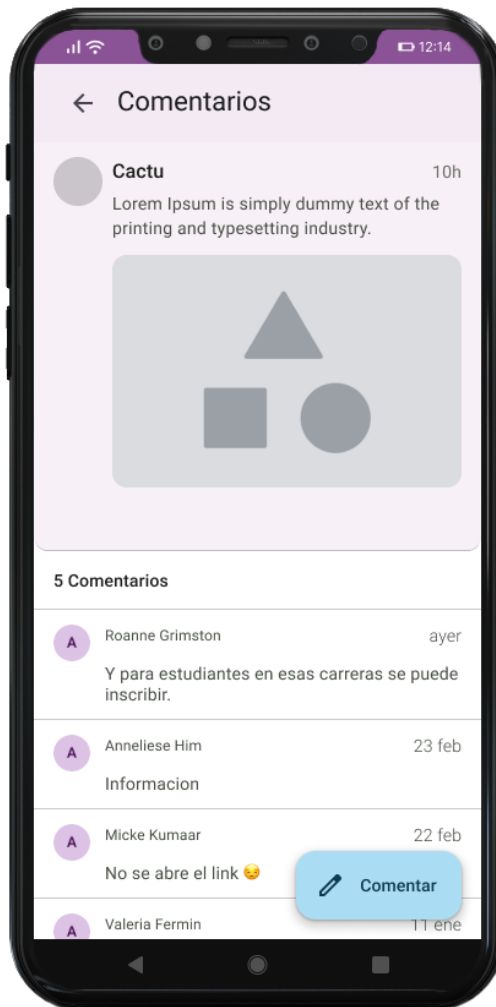 12:14
Comentarios
Cactu
10h
Lorem Ipsum is simply dummy text of the
printing and typesetting industry.
5 Comentarios
A
Roanne Grimston
ayer
Y para estudiantes en esas carreras se puede
inscribir.
A
Anneliese Him
23 feb
Informacion
A
Micke Kumaar
22 feb
No se abre el link 😒
Comentar
A
Valeria Fermin
11 ene